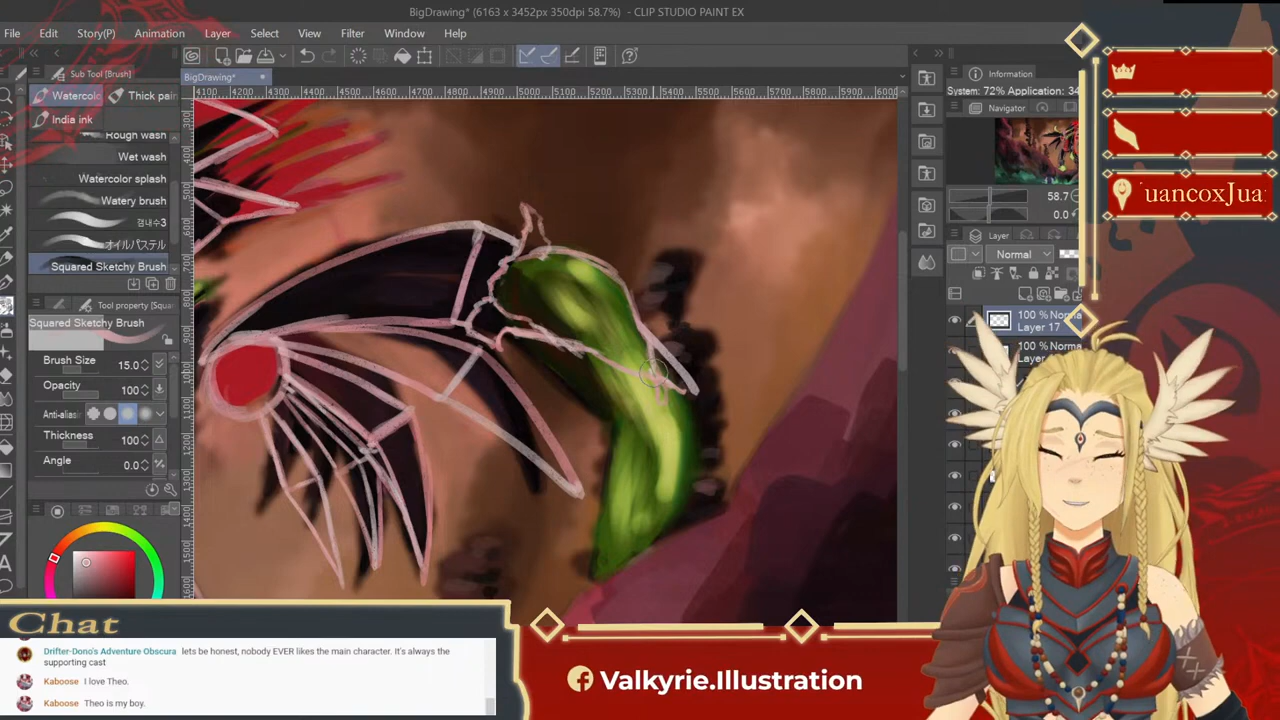 BigDrawing* (6163 x 3452px 350dpi 58.7%) - CLIP STUDIO PAINT EX
File Edit Story(P) Animation Layer Select View Filter Window Help
Sub Tool [Brush]
BigDrawing*
Information
4100 4200 4300 4400 4500 4600 4700 4800 4900 5000 5100 5200 5300 5400 5500 5600 5700 5800 5900 6000
System: 72% Application: 34
Watercolc Thick pain
Navigator
India ink
Rough wash
Wet wash
Watercolor splash
Watery brush
58.7
0.0
겸내수3
Layer
オイルパステル
Normal
Squared Sketchy Brush
Tool property [Squa
Squared Sketchy Brush
100 % Norma
Layer 17
100 % Norma
Brush Size 15.0
Opacity 100
Anti-alias
Thickness 100
Angle 0.0
uancoxJua
Chat
Drifter-Dono's Adventure Obscura lets be honest, nobody EVER likes the main character. It's always the
supporting cast
Kaboose I love Theo.
Kaboose Theo is my boy.
Valkyrie.Illustration